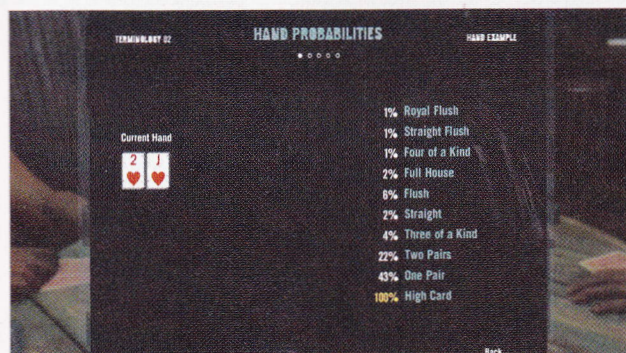 TERMINOLOGY 02
HAND PROBABILITIES
HAND EXAMPLE
Current Hand
2 J
1% Royal Flush
1% Straight Flush
1% Four of a Kind
2% Full House
6% Flush
2% Straight
4% Three of a Kind
22% Two Pairs
43% One Pair
100% High Card
Back